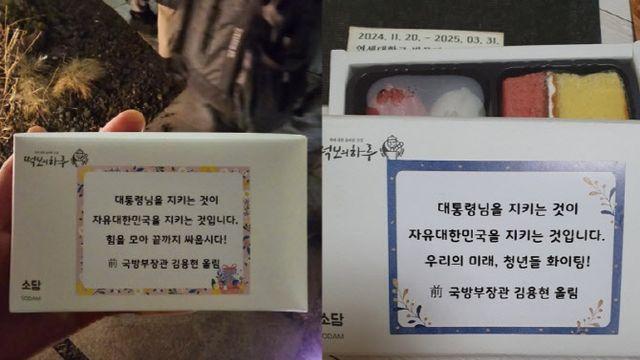 떡보의하루
대통령님을 지키는 것이
자유대한민국을 지키는 것입니다.
힘을 모아 끝까지 싸웁시다!
前 국방부장관 김용현 올림
소담
SODAM
2024. 11. 20. - 2025. 03. 31.
떡보의하루
대통령님을 지키는 것이
자유대한민국을 지키는 것입니다.
우리의 미래, 청년들 화이팅!
前 국방부장관 김용현 올림
소담
SODAM